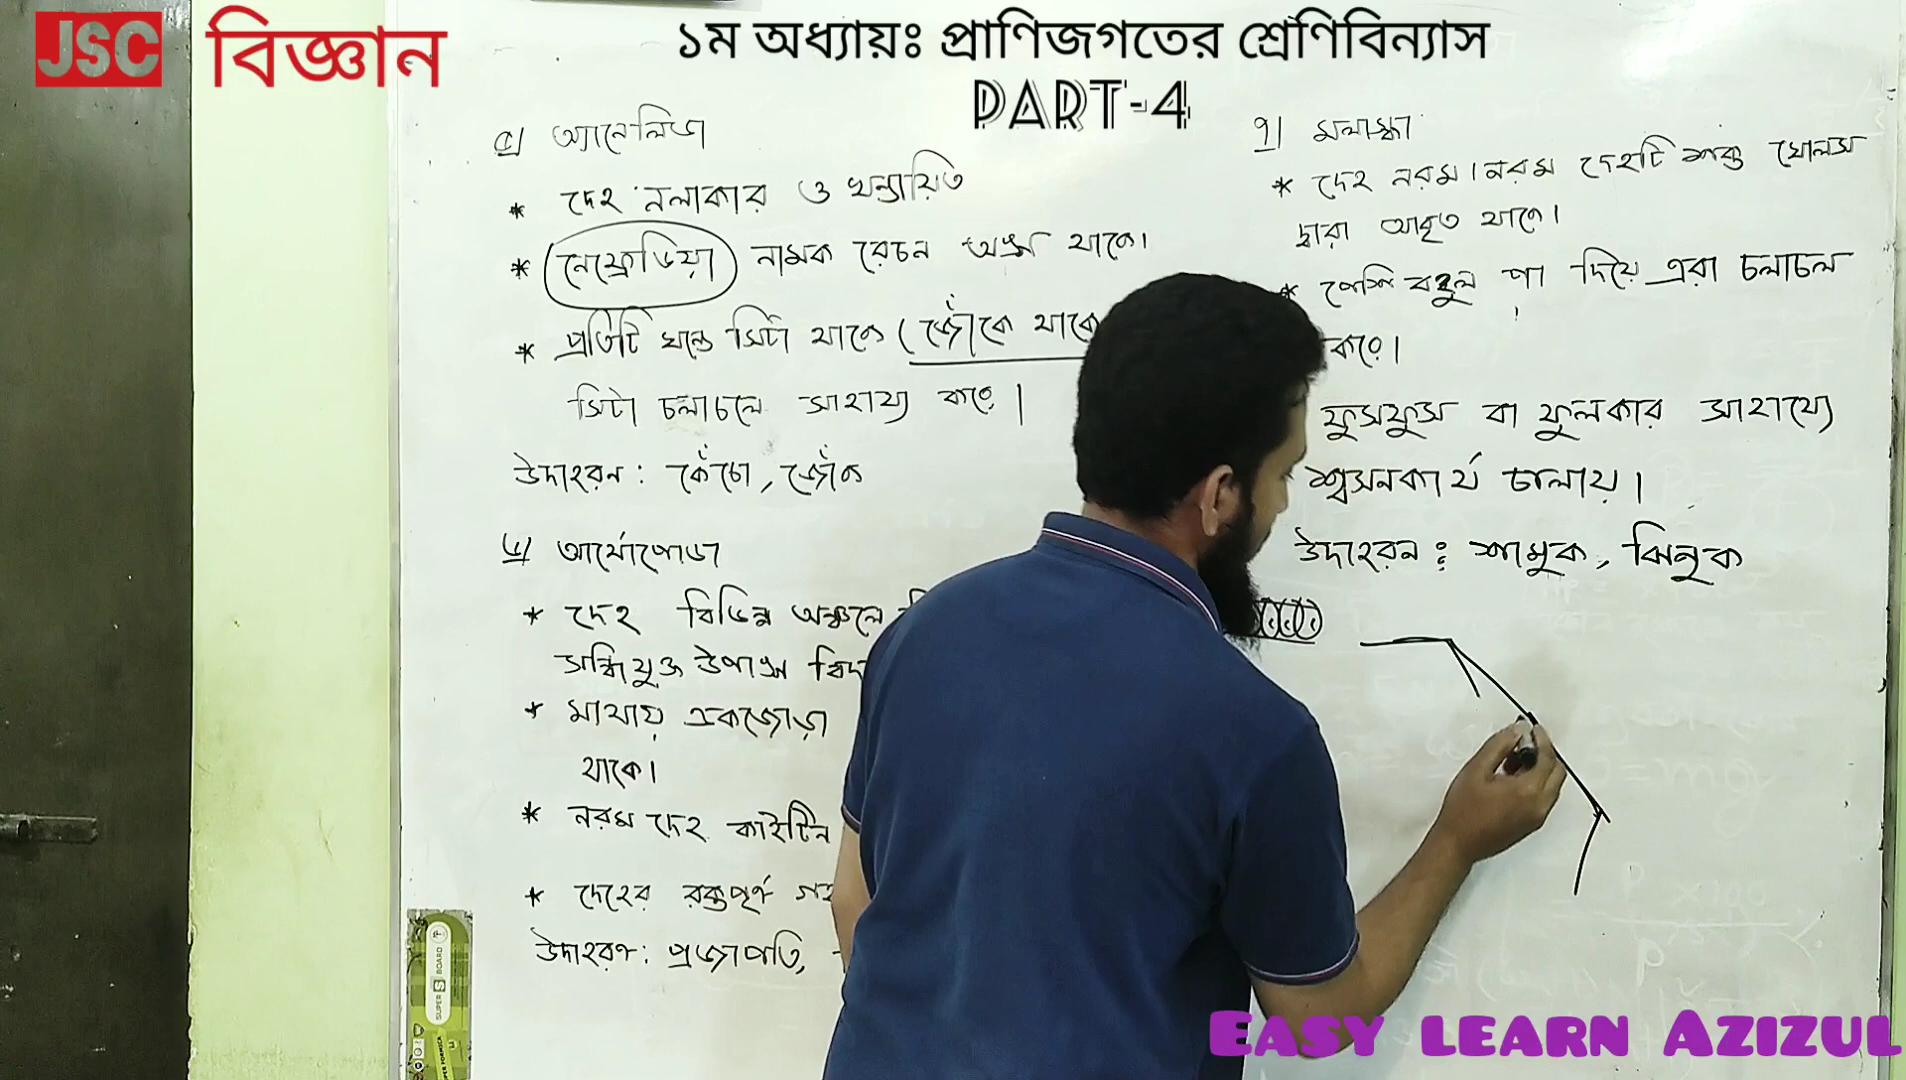 JSC বিজ্ঞান
১ম অধ্যায়ঃ প্রাণিজগতের শ্রেণিবিন্যাস
PART-4
৫| অ্যানেলিডা
* দেহ নলাকার ও খন্ডায়িত
* নেফ্রেডিয়া নামক রেচন অঙ্গ থাকে।
* প্রতিটি খন্ডে সিটা থাকে (জোঁকে থাকে
সিটা চলাচলে সাহায্য করে।
উদাহরন: কেঁচো, জোঁক
৬| আর্থোপোডা
* দেহ বিভিন্ন অঞ্চলে
সন্ধিযুক্ত উপাঙ্গ
* মাথায় একজোড়া
থাকে।
* নরম দেহ কাইটিন
* দেহের রক্তপূর্ণ
উদাহরণ: প্রজাপতি,
৭| মলাস্কা
* দেহ নরম। নরম দেহটি শক্ত খোলস
দ্বারা আবৃত থাকে।
* পেশি বহুল পা দিয়ে এরা চলাচল
করে।
ফুসফুস বা ফুলকার সাহায্যে
শ্বসনকার্য চালায়।
উদাহরন: শামুক, ঝিনুক
SUPER S BOARD
EASY LEARN AZIZUL